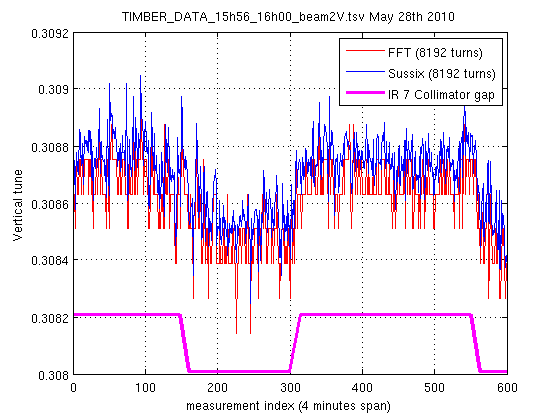 TIMBER_DATA_15h56_16h00_beam2V.tsv May 28th 2010
FFT (8192 turns)
Sussix (8192 turns)
IR 7 Collimator gap
Vertical tune
0.3092
0.309
0.3088
0.3086
0.3084
0.3082
0.308
0 100 200 300 400 500 600
measurement index (4 minutes span)